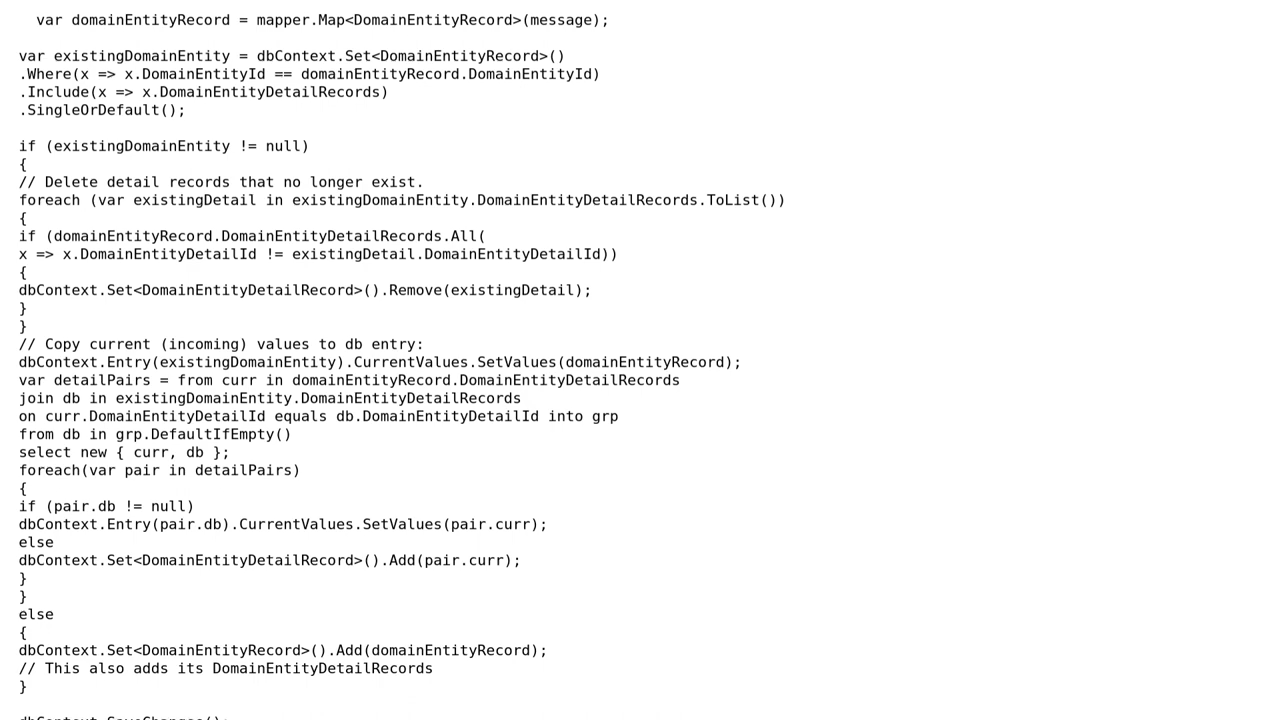 var domainEntityRecord = mapper.Map<DomainEntityRecord>(message);
var existingDomainEntity = dbContext.Set<DomainEntityRecord>()
.Where(x => x.DomainEntityId == domainEntityRecord.DomainEntityId)
.Include(x => x.DomainEntityDetailRecords)
.SingleOrDefault();
if (existingDomainEntity != null)
{
// Delete detail records that no longer exist.
foreach (var existingDetail in existingDomainEntity.DomainEntityDetailRecords.ToList())
{
if (domainEntityRecord.DomainEntityDetailRecords.All(
x => x.DomainEntityDetailId != existingDetail.DomainEntityDetailId))
{
dbContext.Set<DomainEntityDetailRecord>().Remove(existingDetail);
}
}
// Copy current (incoming) values to db entry:
dbContext.Entry(existingDomainEntity).CurrentValues.SetValues(domainEntityRecord);
var detailPairs = from curr in domainEntityRecord.DomainEntityDetailRecords
join db in existingDomainEntity.DomainEntityDetailRecords
on curr.DomainEntityDetailId equals db.DomainEntityDetailId into grp
from db in grp.DefaultIfEmpty()
select new { curr, db };
foreach(var pair in detailPairs)
{
if (pair.db != null)
dbContext.Entry(pair.db).CurrentValues.SetValues(pair.curr);
else
dbContext.Set<DomainEntityDetailRecord>().Add(pair.curr);
}
}
else
{
dbContext.Set<DomainEntityRecord>().Add(domainEntityRecord);
// This also adds its DomainEntityDetailRecords
}
dbContext.SaveChanges();